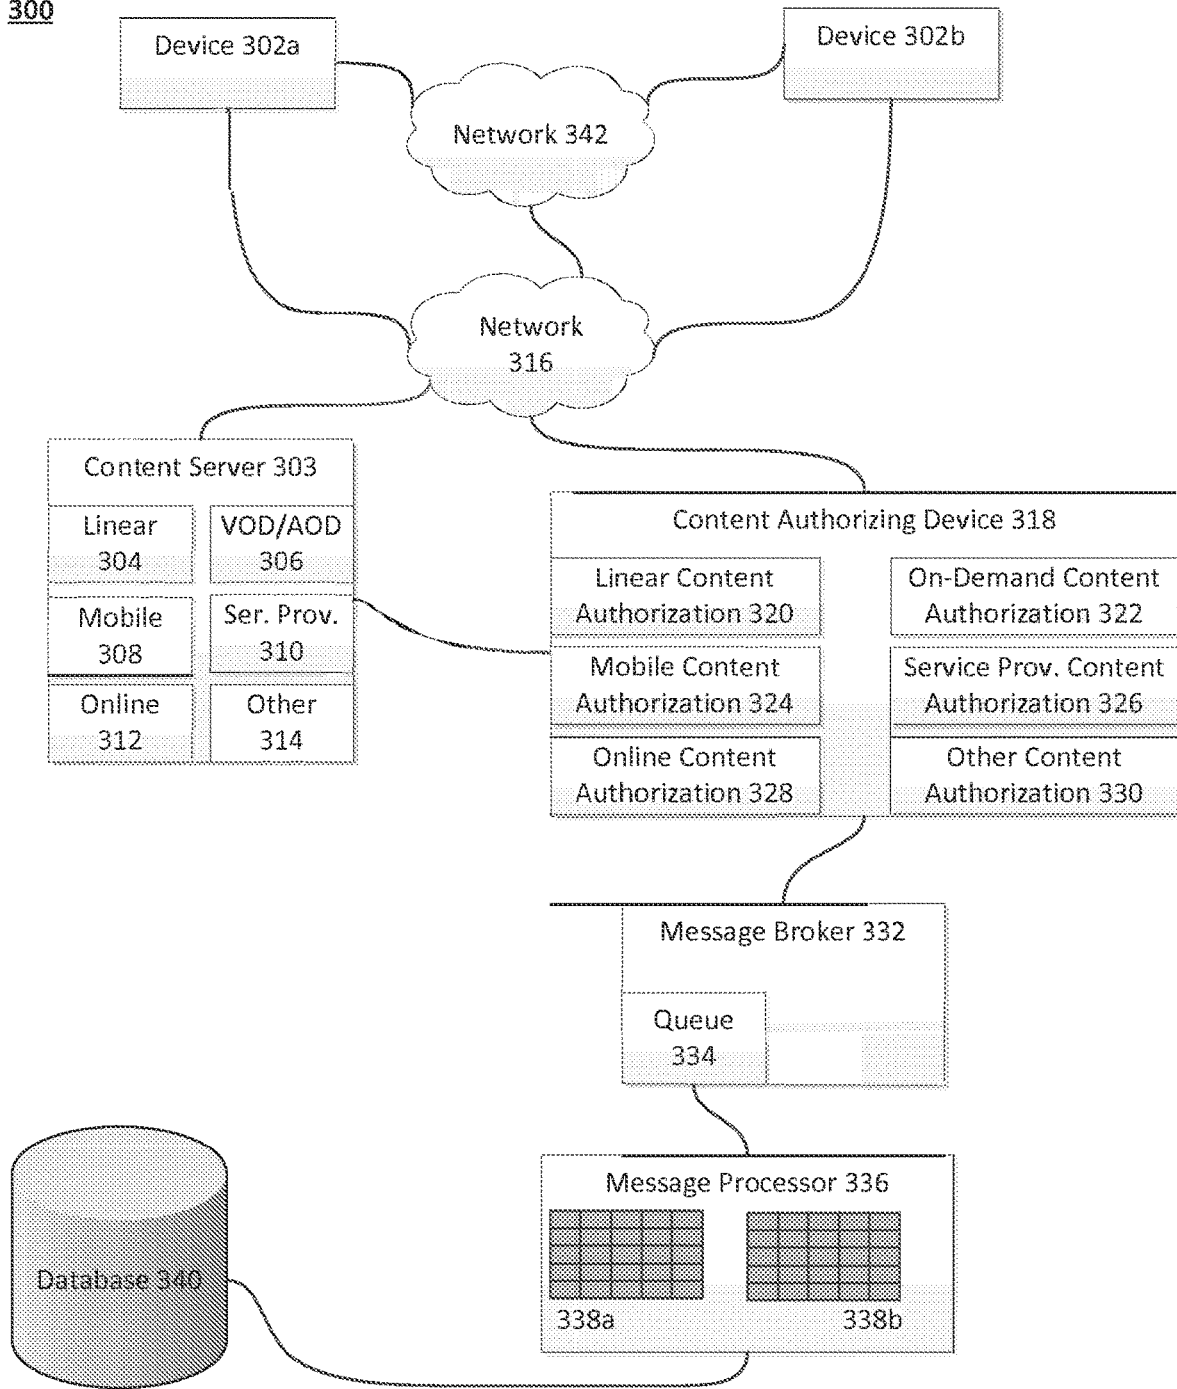 300
Device 302a
Device 302b
Network 342
Network
316
Content Server 303
Linear
304
VOD/AOD
306
Mobile
308
Ser. Prov.
310
Online
312
Other
314
Content Authorizing Device 318
Linear Content
Authorization 320
On-Demand Content
Authorization 322
Mobile Content
Authorization 324
Service Prov. Content
Authorization 326
Online Content
Authorization 328
Other Content
Authorization 330
Message Broker 332
Queue
334
Message Processor 336
338a
338b
Database 340